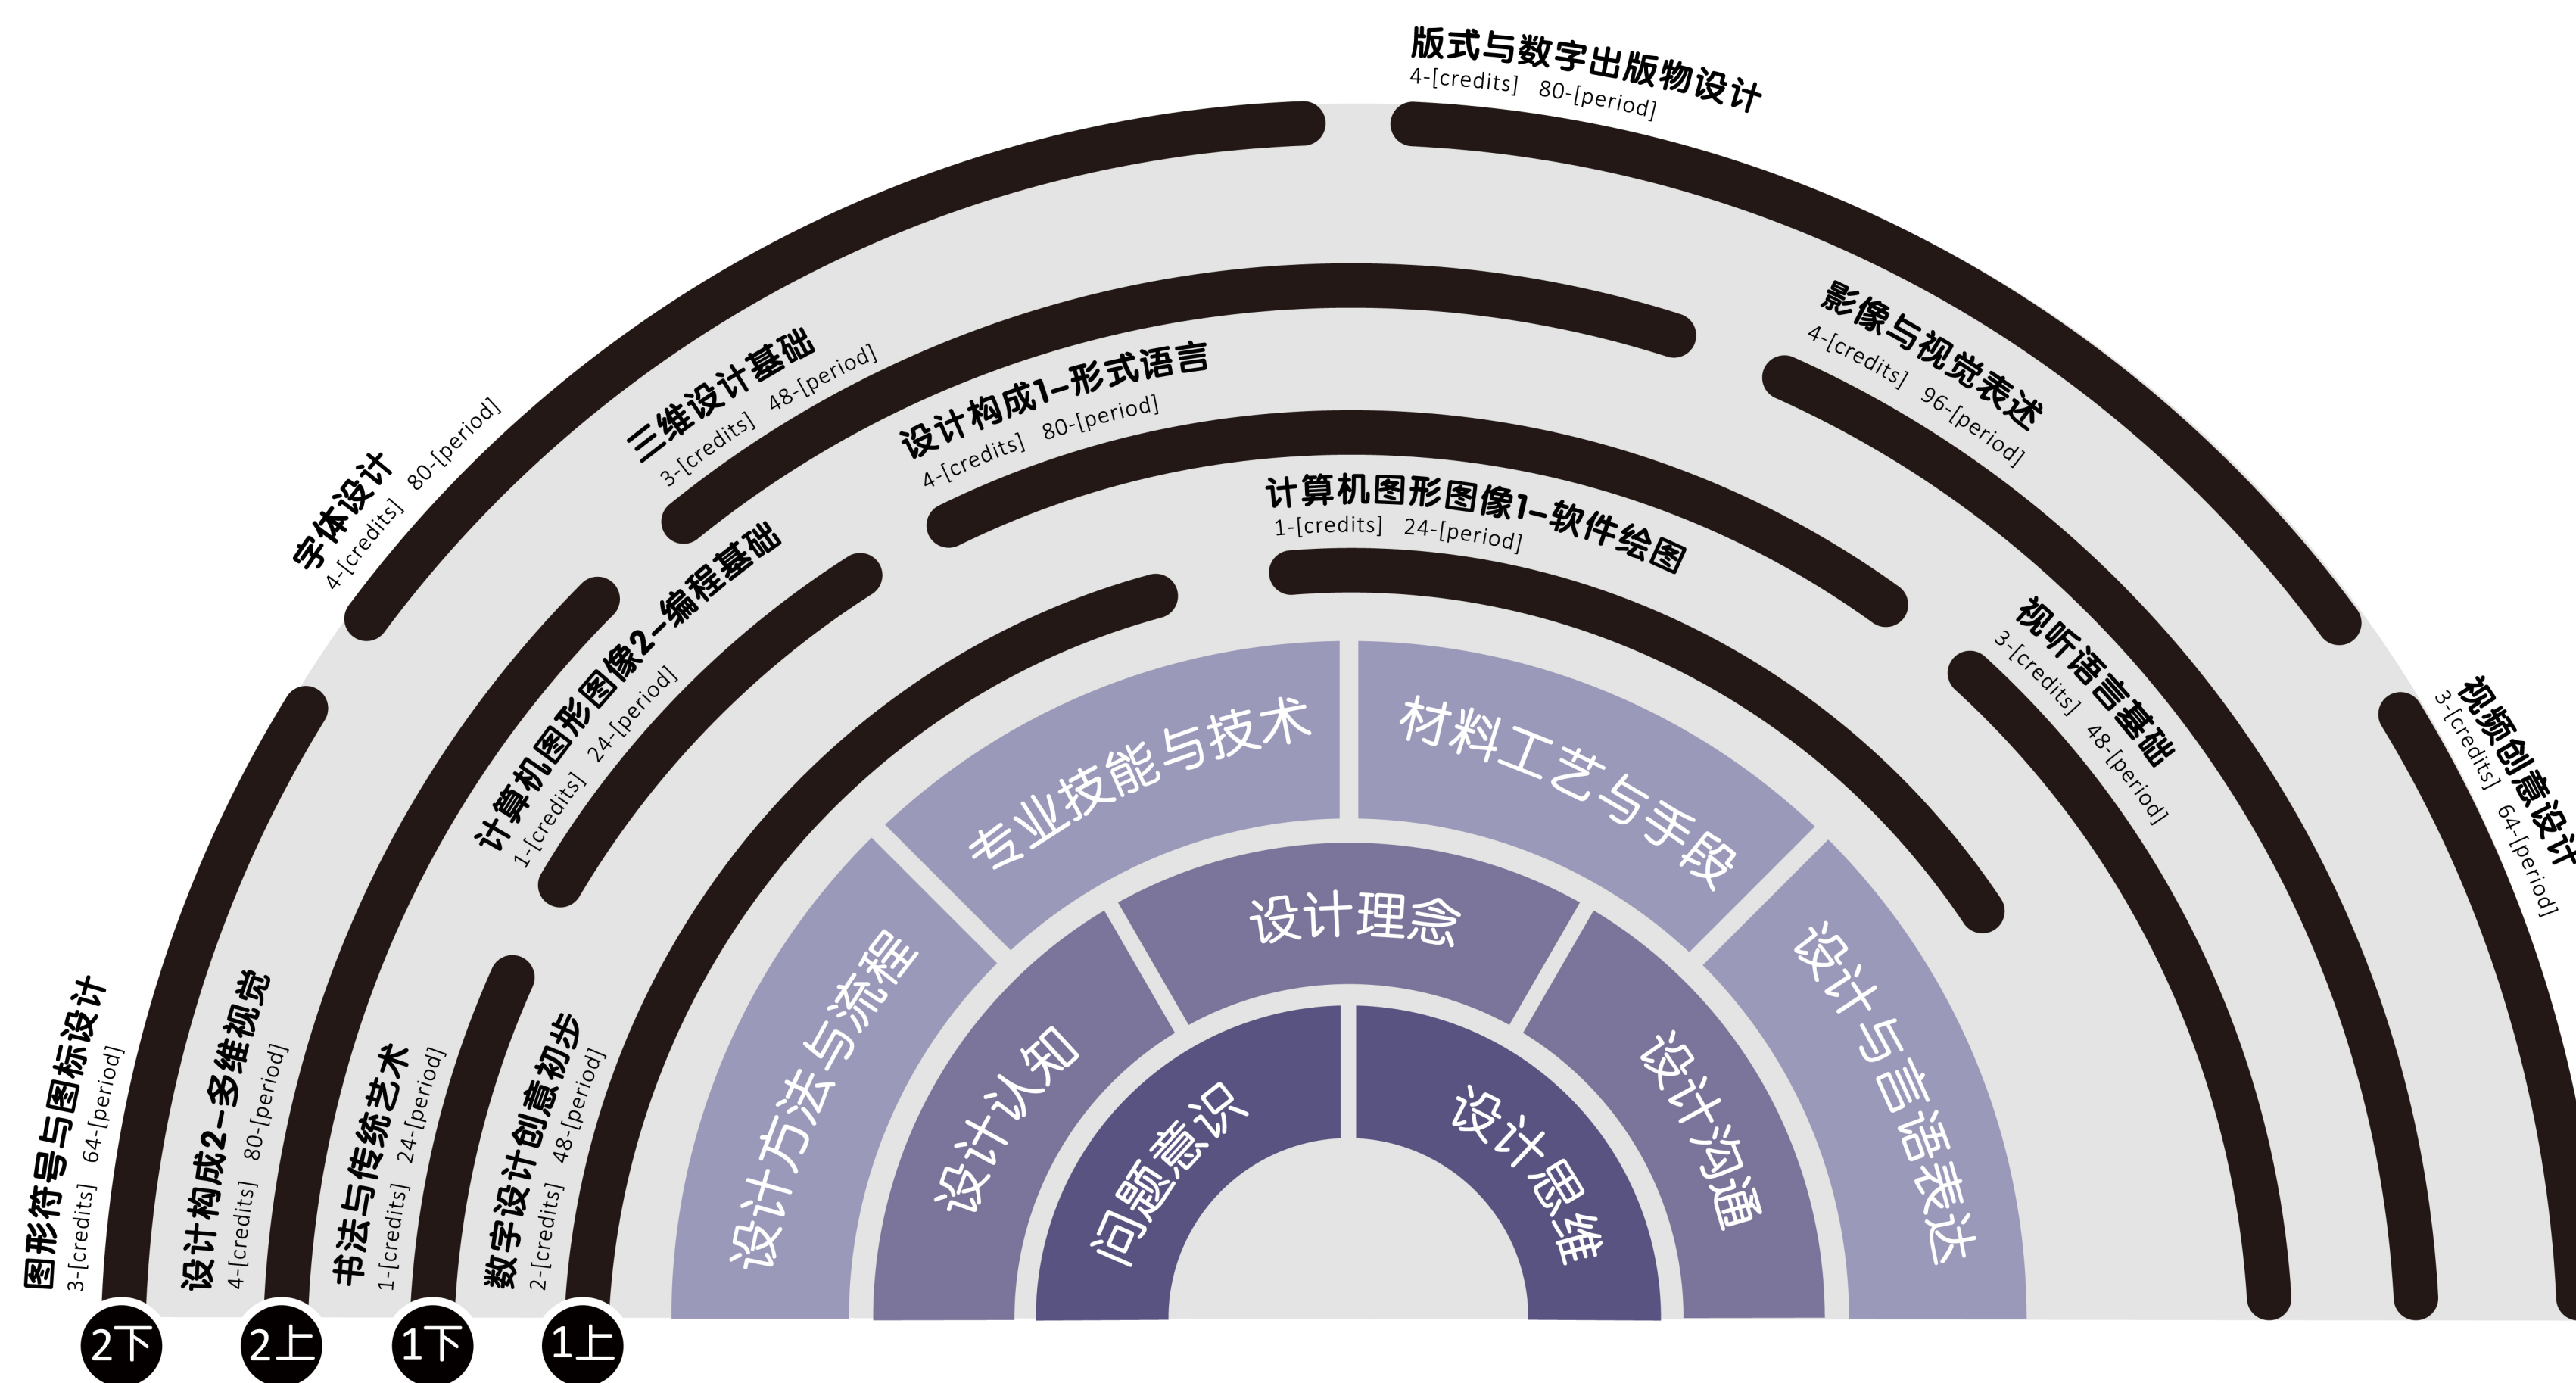 版式与数字出版物设计
4-[credits] 80-[period]
字体设计
4-[credits] 80-[period]
图形符号与图标设计
3-[credits] 64-[period]
视频创意设计
3-[credits] 64-[period]
三维设计基础
3-[credits] 48-[period]
影像与视觉表述
4-[credits] 96-[period]
设计构成2-多维视觉
4-[credits] 80-[period]
设计构成1-形式语言
4-[credits] 80-[period]
计算机图形图像2-编程基础
1-[credits] 24-[period]
书法与传统艺术
1-[credits] 24-[period]
视听语言基础
3-[credits] 48-[period]
计算机图形图像1-软件绘图
1-[credits] 24-[period]
数字设计创意初步
2-[credits] 48-[period]
设计方法与流程
专业技能与技术
材料工艺与手段
设计与言语表达
设计认知
设计理念
设计沟通
问题意识
设计思维
2下
2上
1下
1上